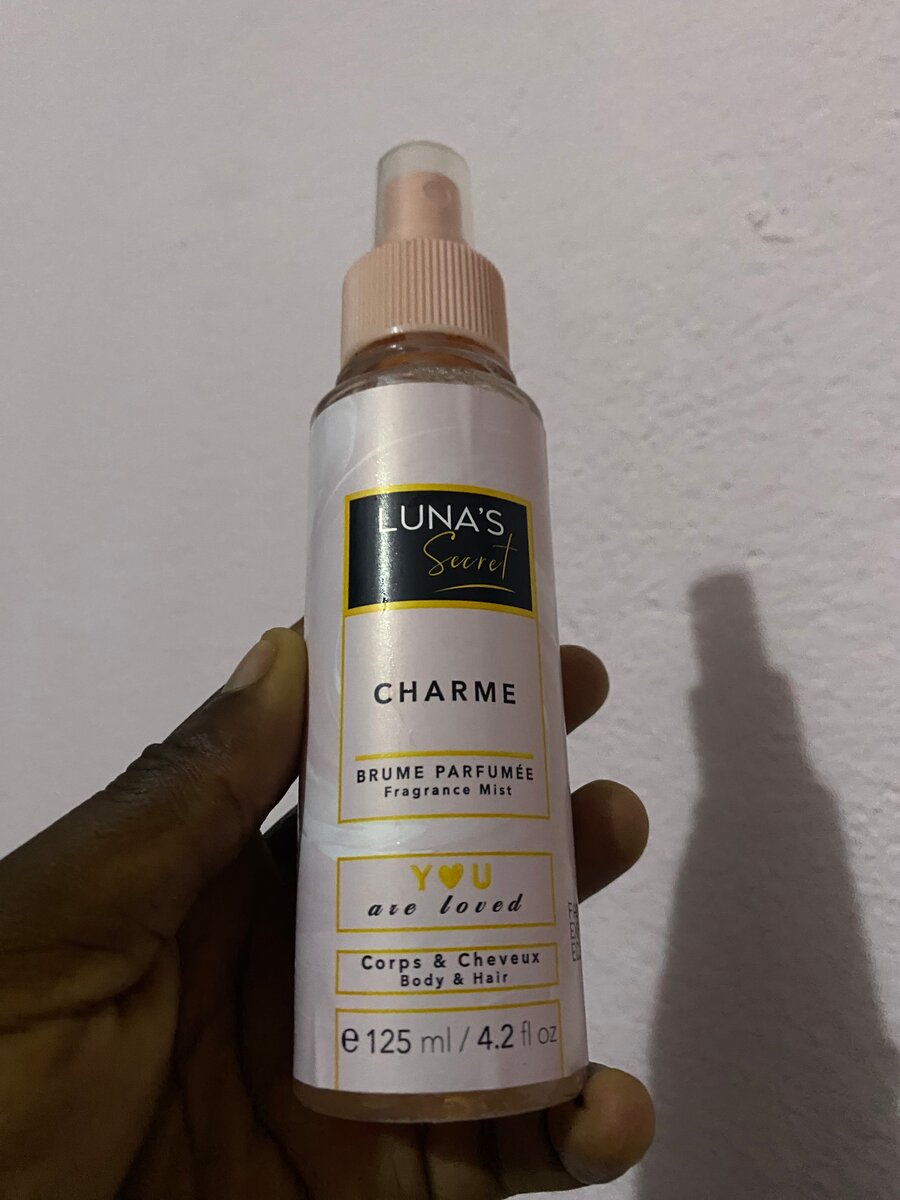 LUNA'S
Secret
CHARME
BRUME PARFUMÉE
Fragrance Mist
Y♥U
are loved
Corps & Cheveux
Body & Hair
e 125 ml / 4.2 fl oz